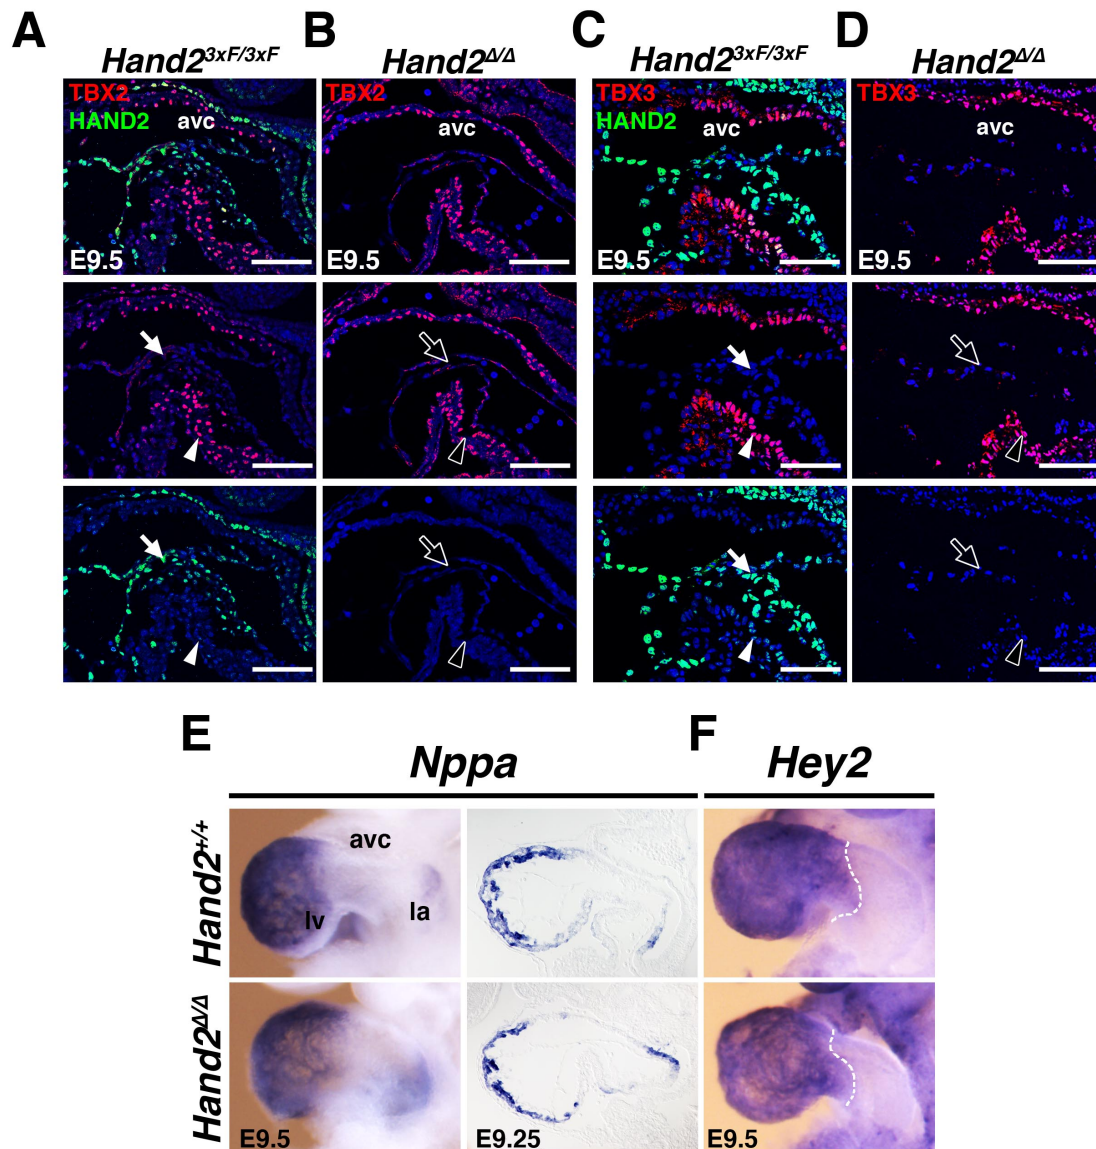 A B C D
Hand2 3xF/3xF Hand2 Δ/Δ Hand2 3xF/3xF Hand2 Δ/Δ
TBX2 TBX2 TBX3 TBX3
HAND2 HAND2
avc avc avc avc
E9.5 E9.5 E9.5 E9.5
E F
Nppa Hey2
Hand2 +/+
avc
lv la
Hand2 Δ/Δ
E9.5 E9.25 E9.5